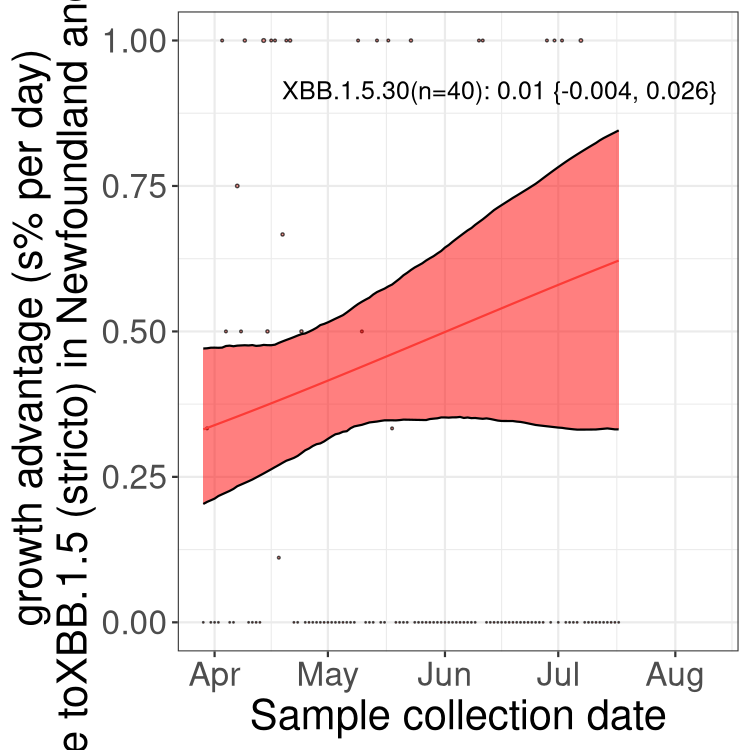 growth advantage (s% per day)
toXBB.1.5 (stricto) in Newfoundland
1.00
0.75
0.50
0.25
0.00
XBB.1.5.30(n=40): 0.01 {-0.004, 0.026}
Apr May Jun Jul Aug
Sample collection date